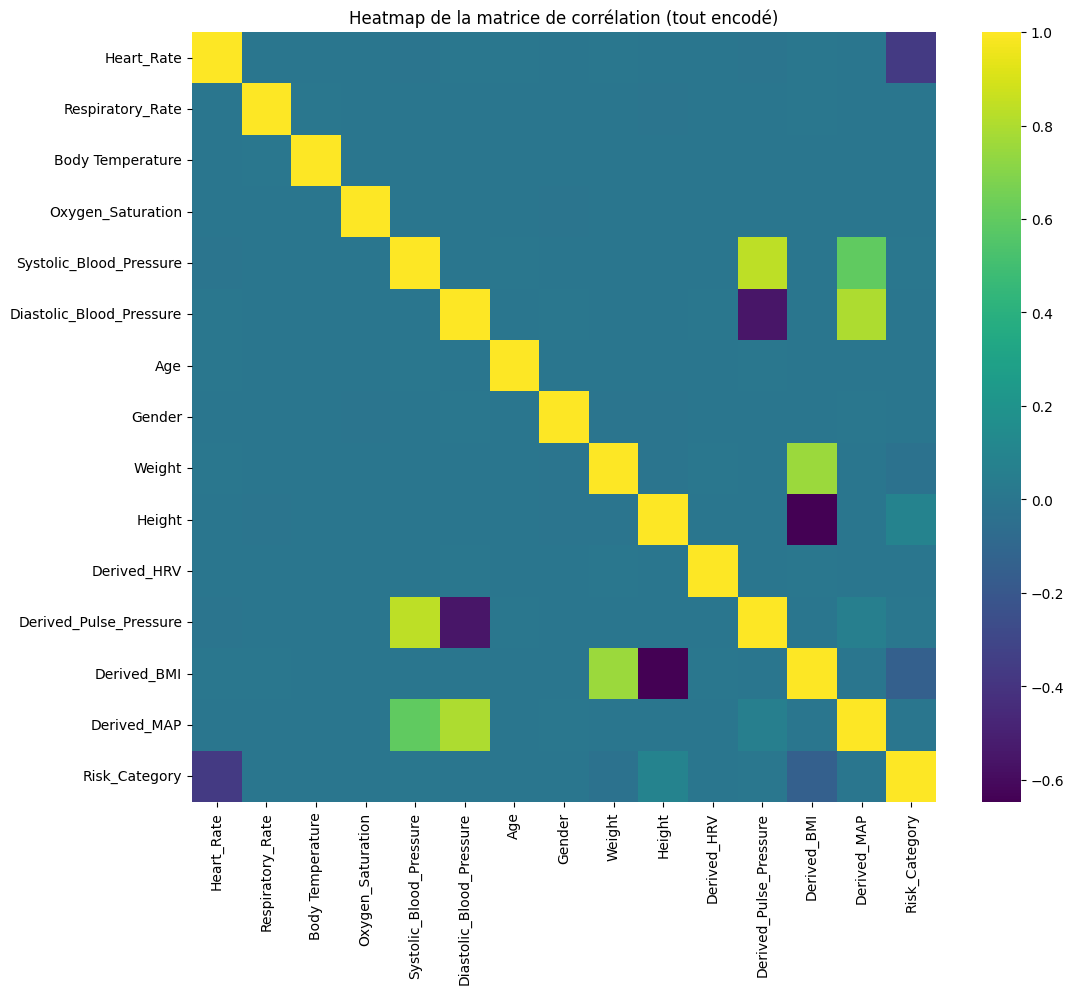 Heatmap de la matrice de corrélation (tout encodé)
Heart_Rate
Respiratory_Rate
Body Temperature
Oxygen_Saturation
Systolic_Blood_Pressure
Diastolic_Blood_Pressure
Age
Gender
Weight
Height
Derived_HRV
Derived_Pulse_Pressure
Derived_BMI
Derived_MAP
Risk_Category
Heart_Rate
Respiratory_Rate
Body Temperature
Oxygen_Saturation
Systolic_Blood_Pressure
Diastolic_Blood_Pressure
Age
Gender
Weight
Height
Derived_HRV
Derived_Pulse_Pressure
Derived_BMI
Derived_MAP
Risk_Category
1.0
0.8
0.6
0.4
0.2
0.0
−0.2
−0.4
−0.6